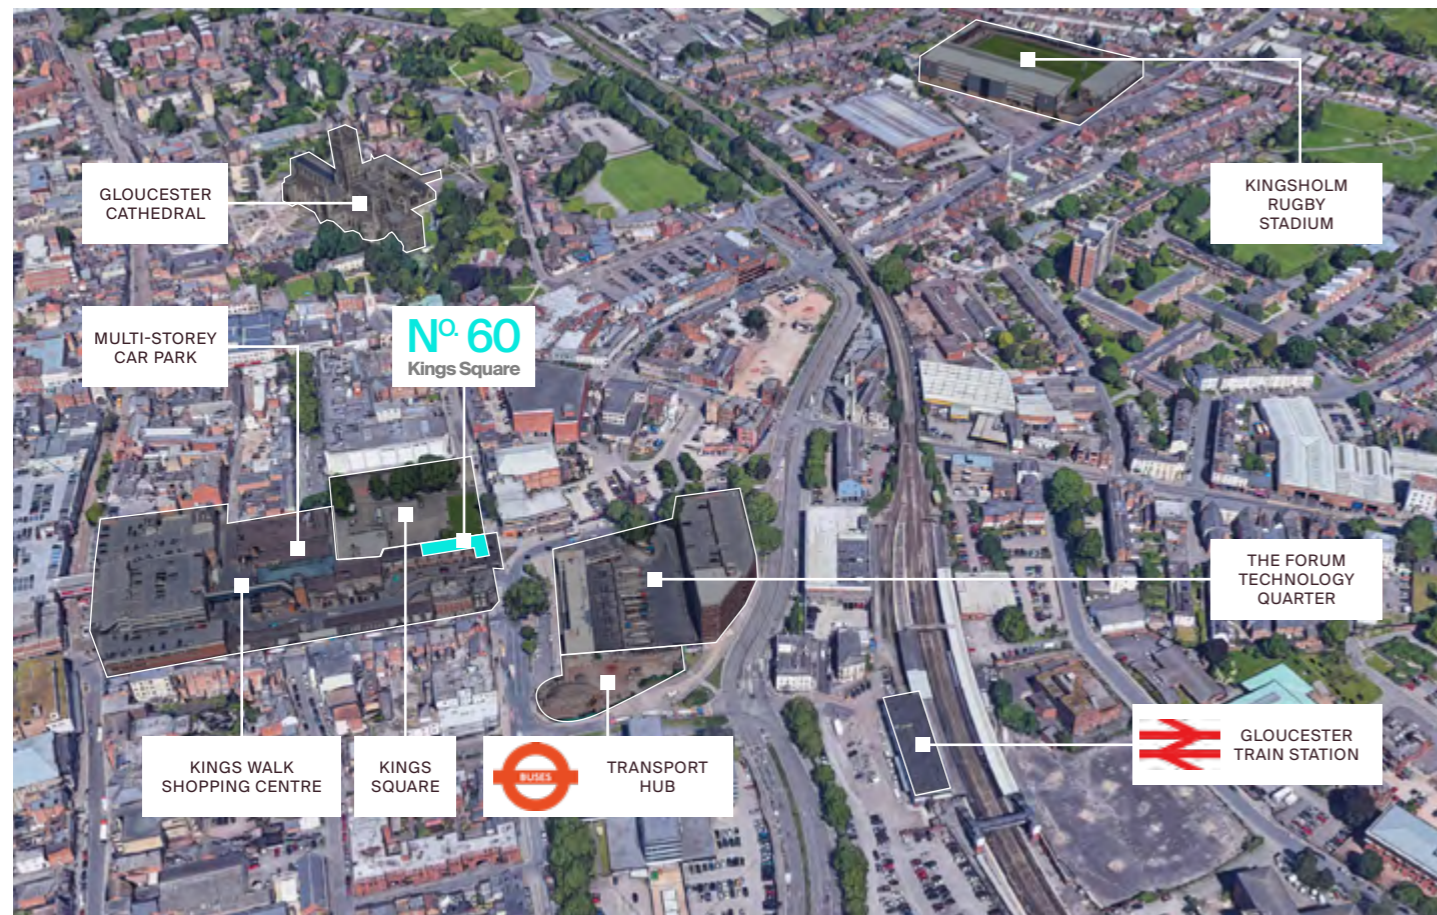 GLOUCESTER
CATHEDRAL
KINGSHOLM
RUGBY
STADIUM
MULTI-STOREY
CAR PARK
Nº. 60
Kings Square
THE FORUM
TECHNOLOGY
QUARTER
KINGS WALK
SHOPPING CENTRE
KINGS
SQUARE
BUSES
TRANSPORT
HUB
GLOUCESTER
TRAIN STATION